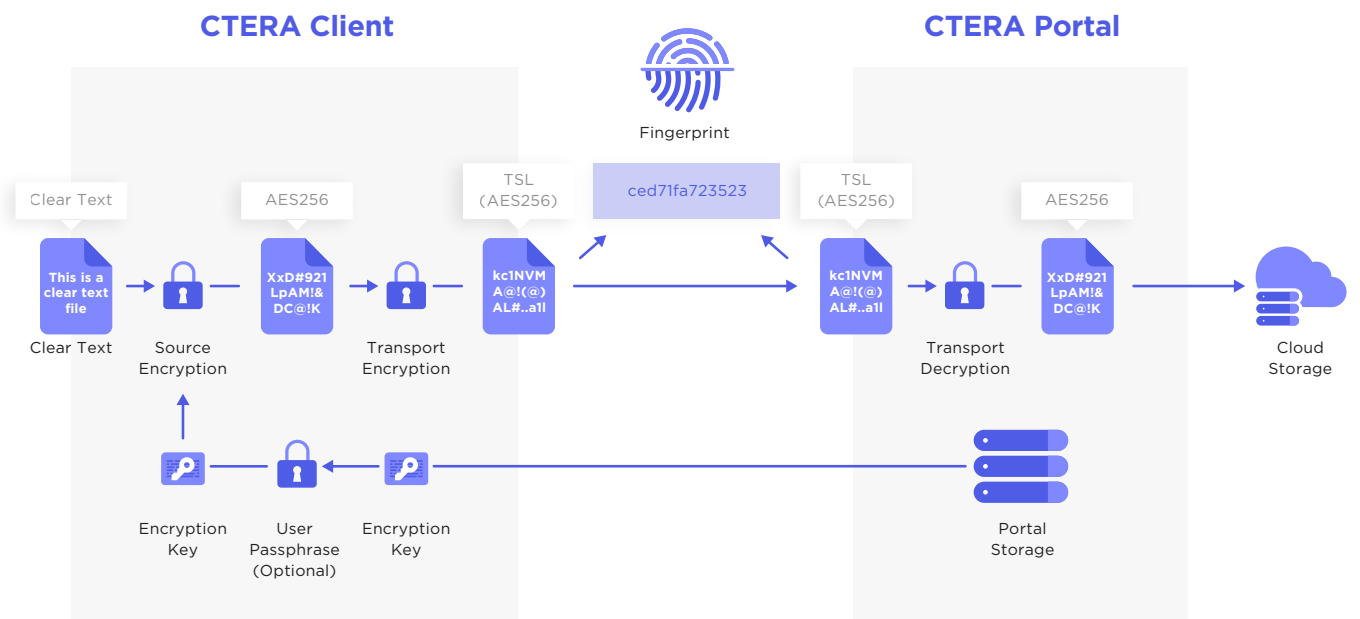 CTERA Client
CTERA Portal
Fingerprint
ced71fa723523
Clear Text
AES256
TSL
(AES256)
TSL
(AES256)
AES256
This is a
clear text
file
XxD#921
LpAM!&
DC@!K
kc1NVM
A@!(@)
AL#..a1l
kc1NVM
A@!(@)
AL#..a1l
XxD#921
LpAM!&
DC@!K
Clear Text
Source
Encryption
Transport
Encryption
Transport
Decryption
Cloud
Storage
Encryption
Key
User
Passphrase
(Optional)
Encryption
Key
Portal
Storage